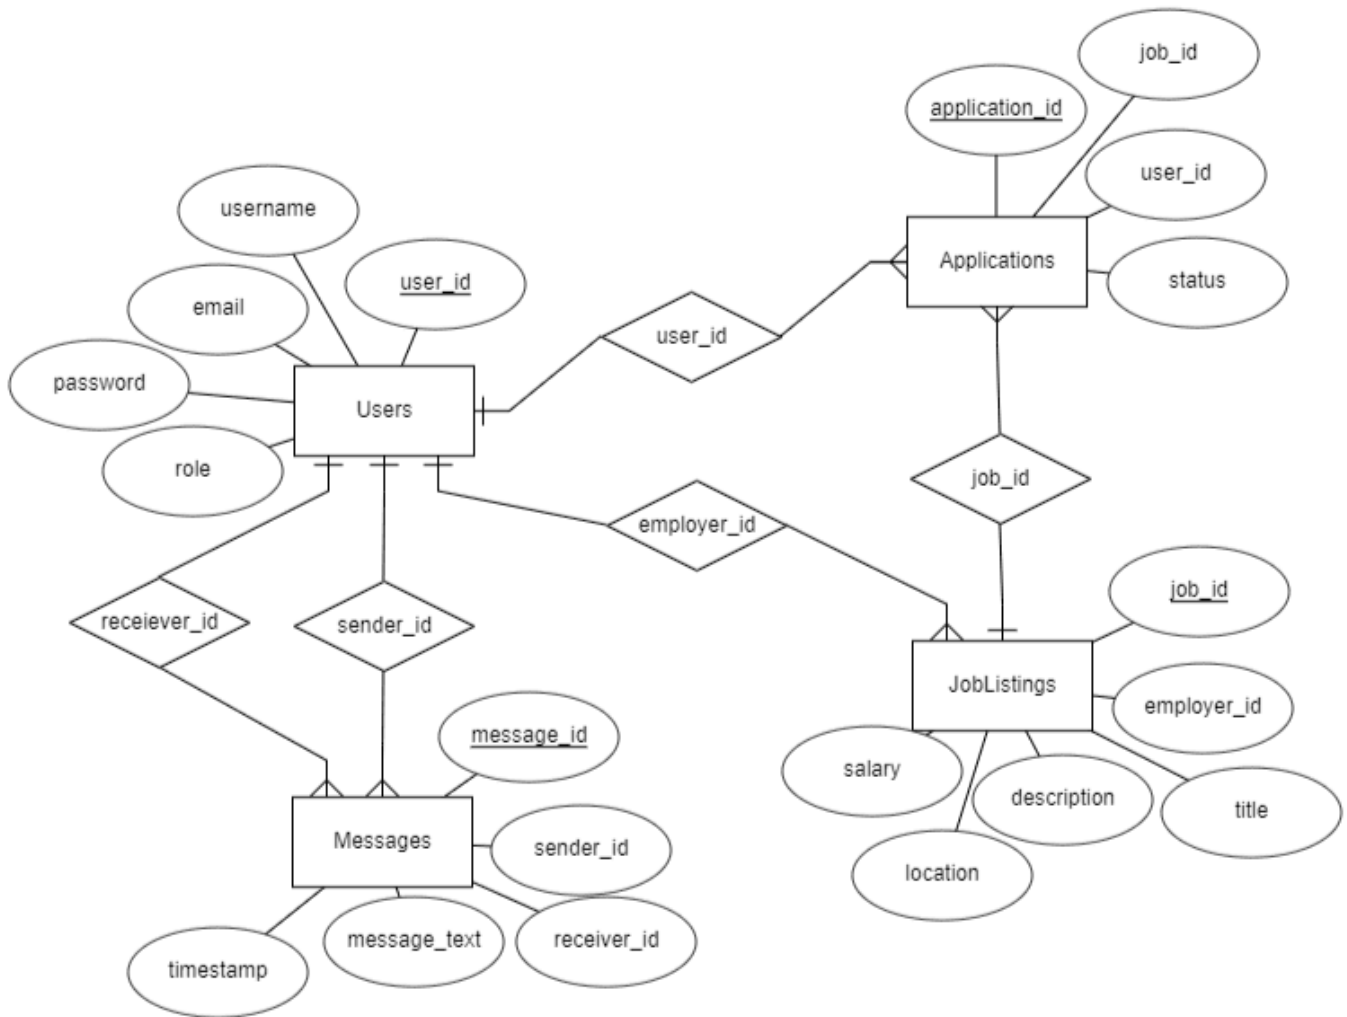 job_id
application_id
user_id
username
user_id
email
Applications
status
user_id
password
Users
role
job_id
employer_id
job_id
receiever_id
sender_id
JobListings
employer_id
message_id
salary
description
title
Messages
sender_id
location
message_text
receiver_id
timestamp